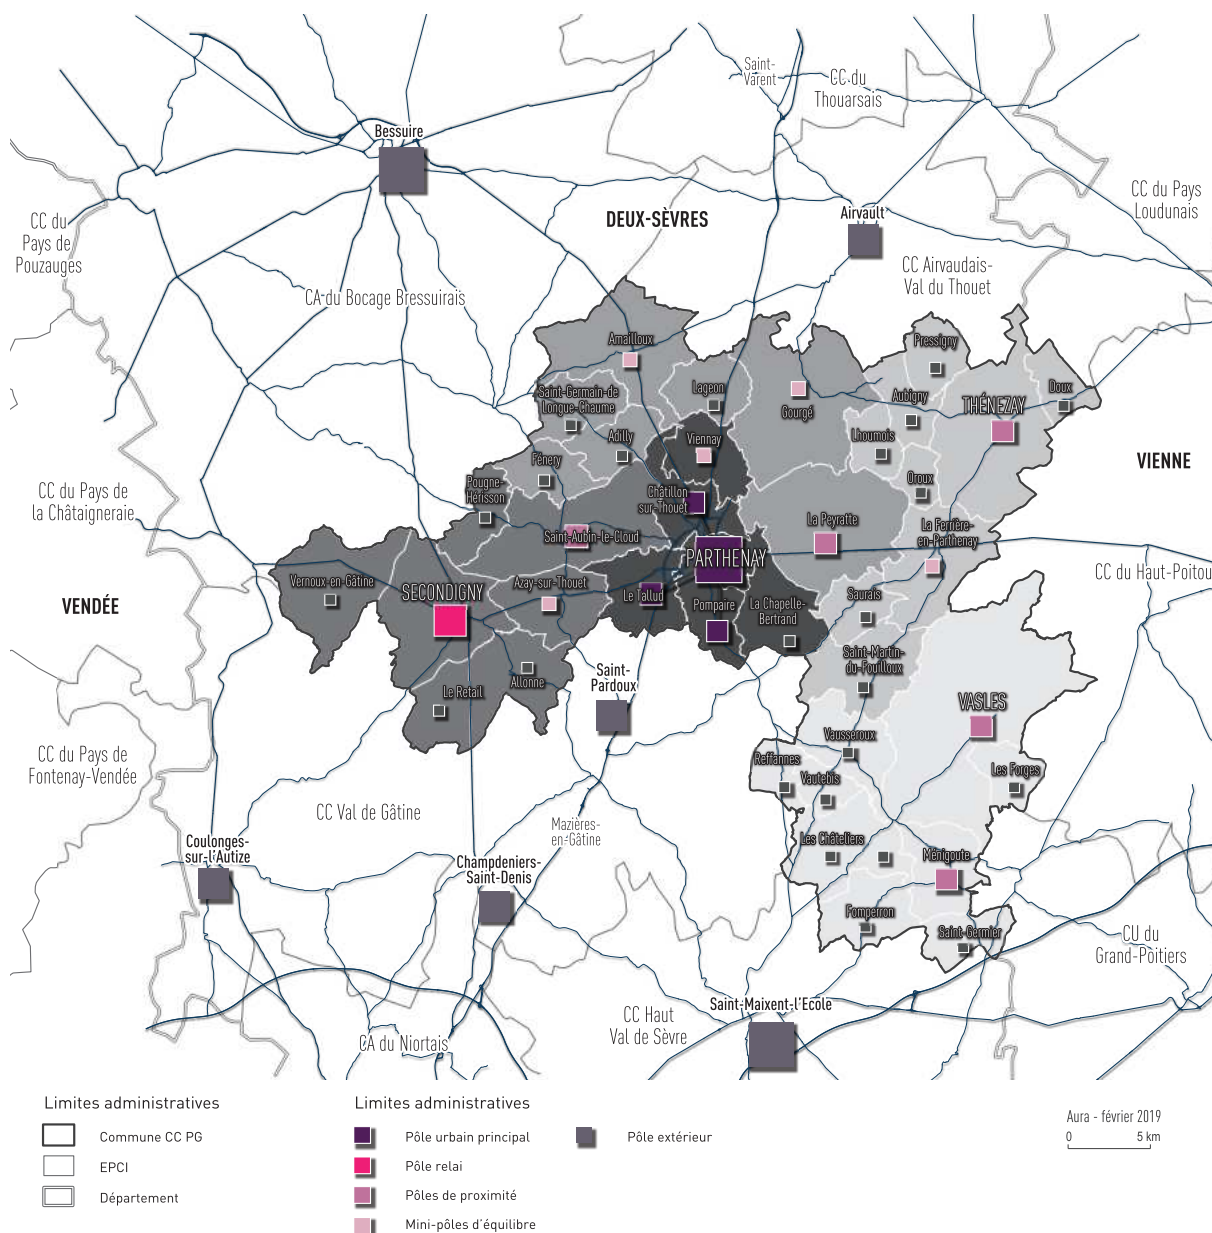 Saint-
Varent
CC du
Thouarsais
Bessuire
CC du Pays
Loudunais
CC du
Pays de
Pouzauges
DEUX-SÈVRES
Airvault
CC Airvaudais-
Val du Thouet
CA du Bocage Bressuirais
Amailloux
Pressigny
Saint-Germain-de
Longue-Chaume
Lageon
Gourgé
Aubigny
THÉNEZAY
Doux
Adilly
Viennay
Lhoumois
VIENNE
Fénery
Pougne-
Hérisson
Châtillon
sur-Thouet
Oroux
CC du Pays de
la Châtaigneraie
Saint-Aubin-le-Cloud
La Peyratte
La Ferrière-
en-Parthenay
PARTHENAY
CC du Haut-Poitou
Vernoux-en-Gâtine
SECONDIGNY
Azay-sur-Thouet
Le Tallud
Pompaire
La Chapelle-
Bertrand
Saurais
VENDÉE
Saint-
Pardoux
Saint-Martin-
du-Fouilloux
Allonne
Le Retail
VASLES
CC du Pays de
Fontenay-Vendée
Vausseroux
Reffannes
Vautebis
Les Forges
CC Val de Gâtine
Mazières-
en-Gâtine
Coulonges-
sur-l'Autize
Champdeniers-
Saint-Denis
Les Châteliers
Ménigoute
Fomperron
Saint-Germier
CU du
Grand-Poitiers
Saint-Maixent-l'Ecole
CC Haut
Val de Sèvre
CA du Niortais
Limites administratives
Commune CC PG
EPCI
Département
Limites administratives
Pôle urbain principal
Pôle relai
Pôles de proximité
Mini-pôles d'équilibre
Pôle extérieur
Aura - février 2019
0 5 km